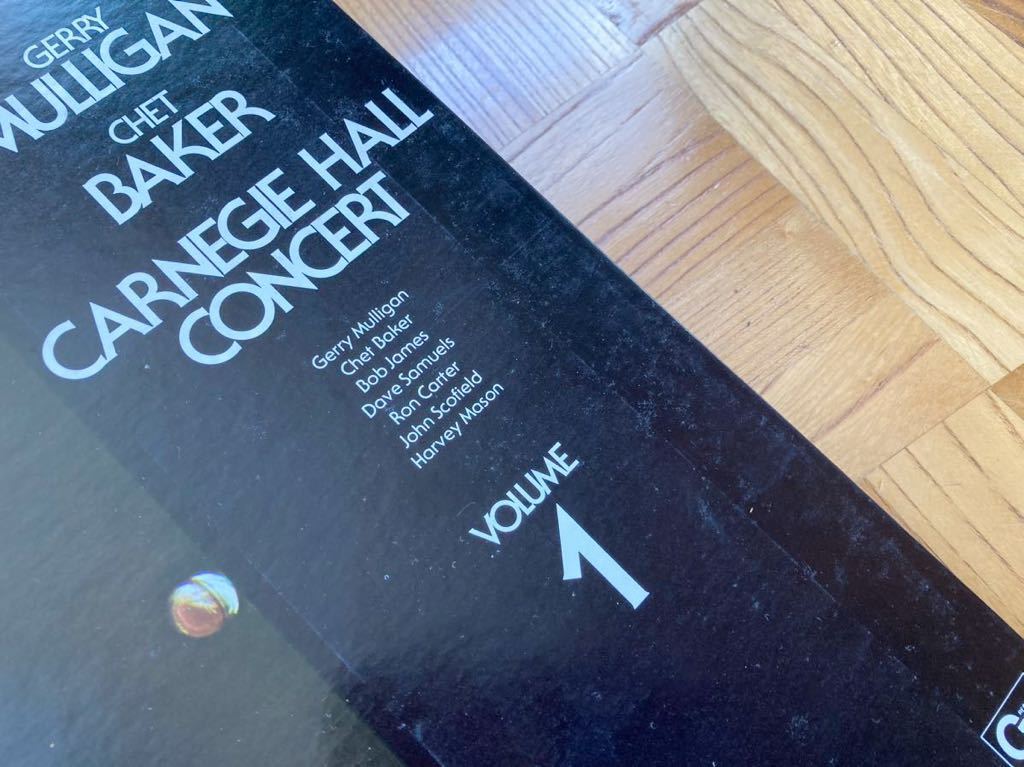 GERRY
MULLIGAN
CHET
BAKER
CARNEGIE HALL
CONCERT
Gerry Mulligan
Chet Baker
Bob James
Dave Samuels
Ron Carter
John Scofield
Harvey Mason
VOLUME
1